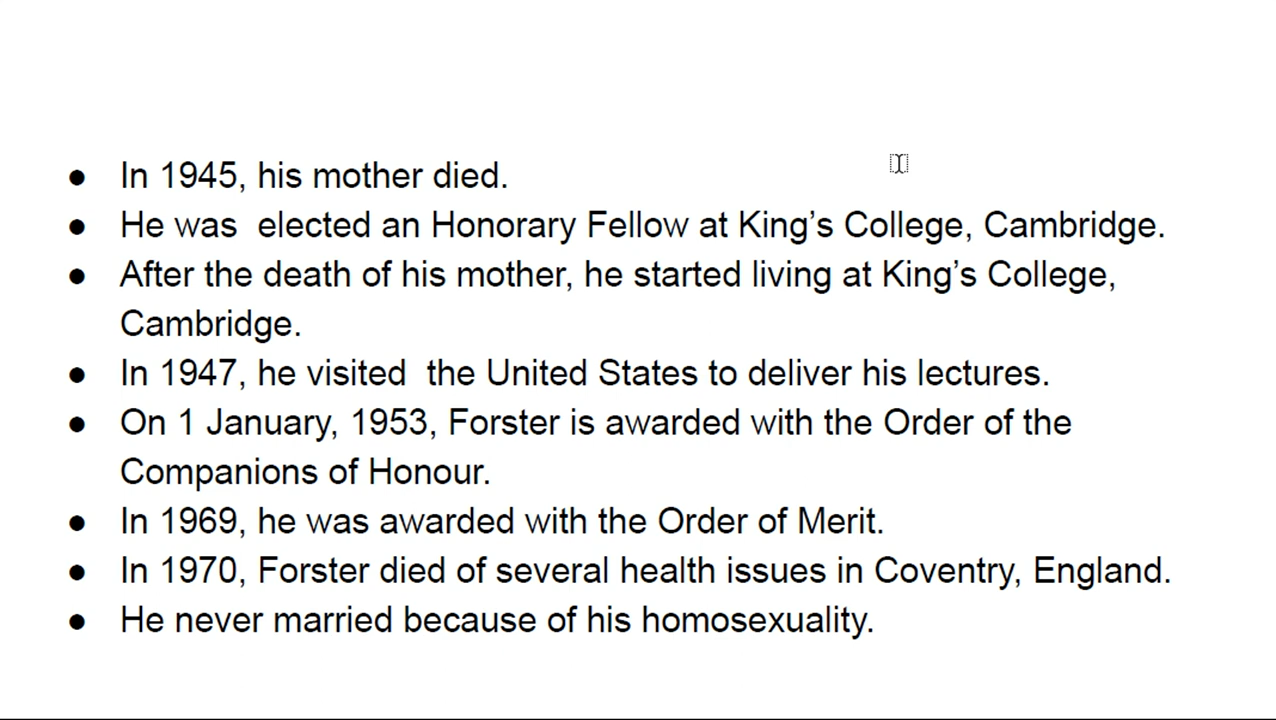 ● In 1945, his mother died.
● He was  elected an Honorary Fellow at King’s College, Cambridge.
● After the death of his mother, he started living at King’s College,
Cambridge.
● In 1947, he visited  the United States to deliver his lectures.
● On 1 January, 1953, Forster is awarded with the Order of the
Companions of Honour.
● In 1969, he was awarded with the Order of Merit.
● In 1970, Forster died of several health issues in Coventry, England.
● He never married because of his homosexuality.